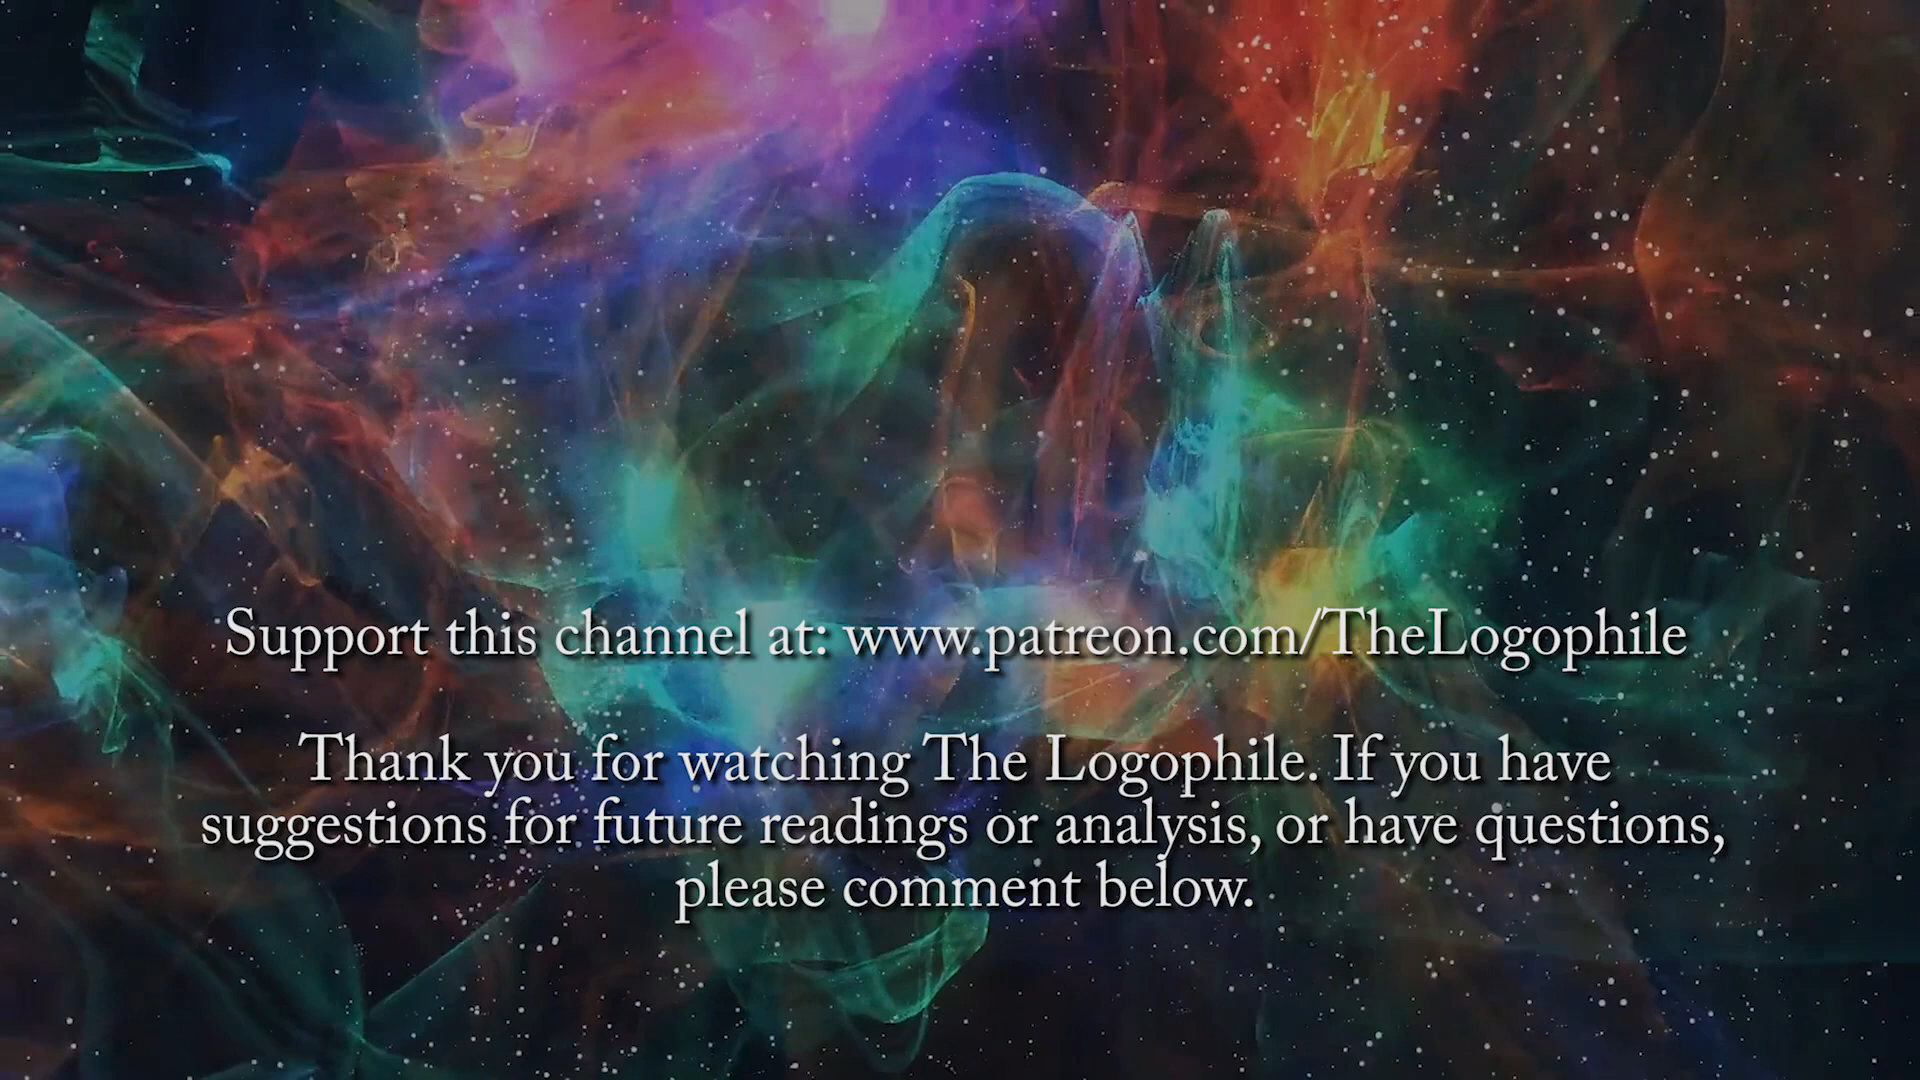 Support this channel at: www.patreon.com/TheLogophile
Thank you for watching The Logophile. If you have
suggestions for future readings or analysis, or have questions,
please comment below.